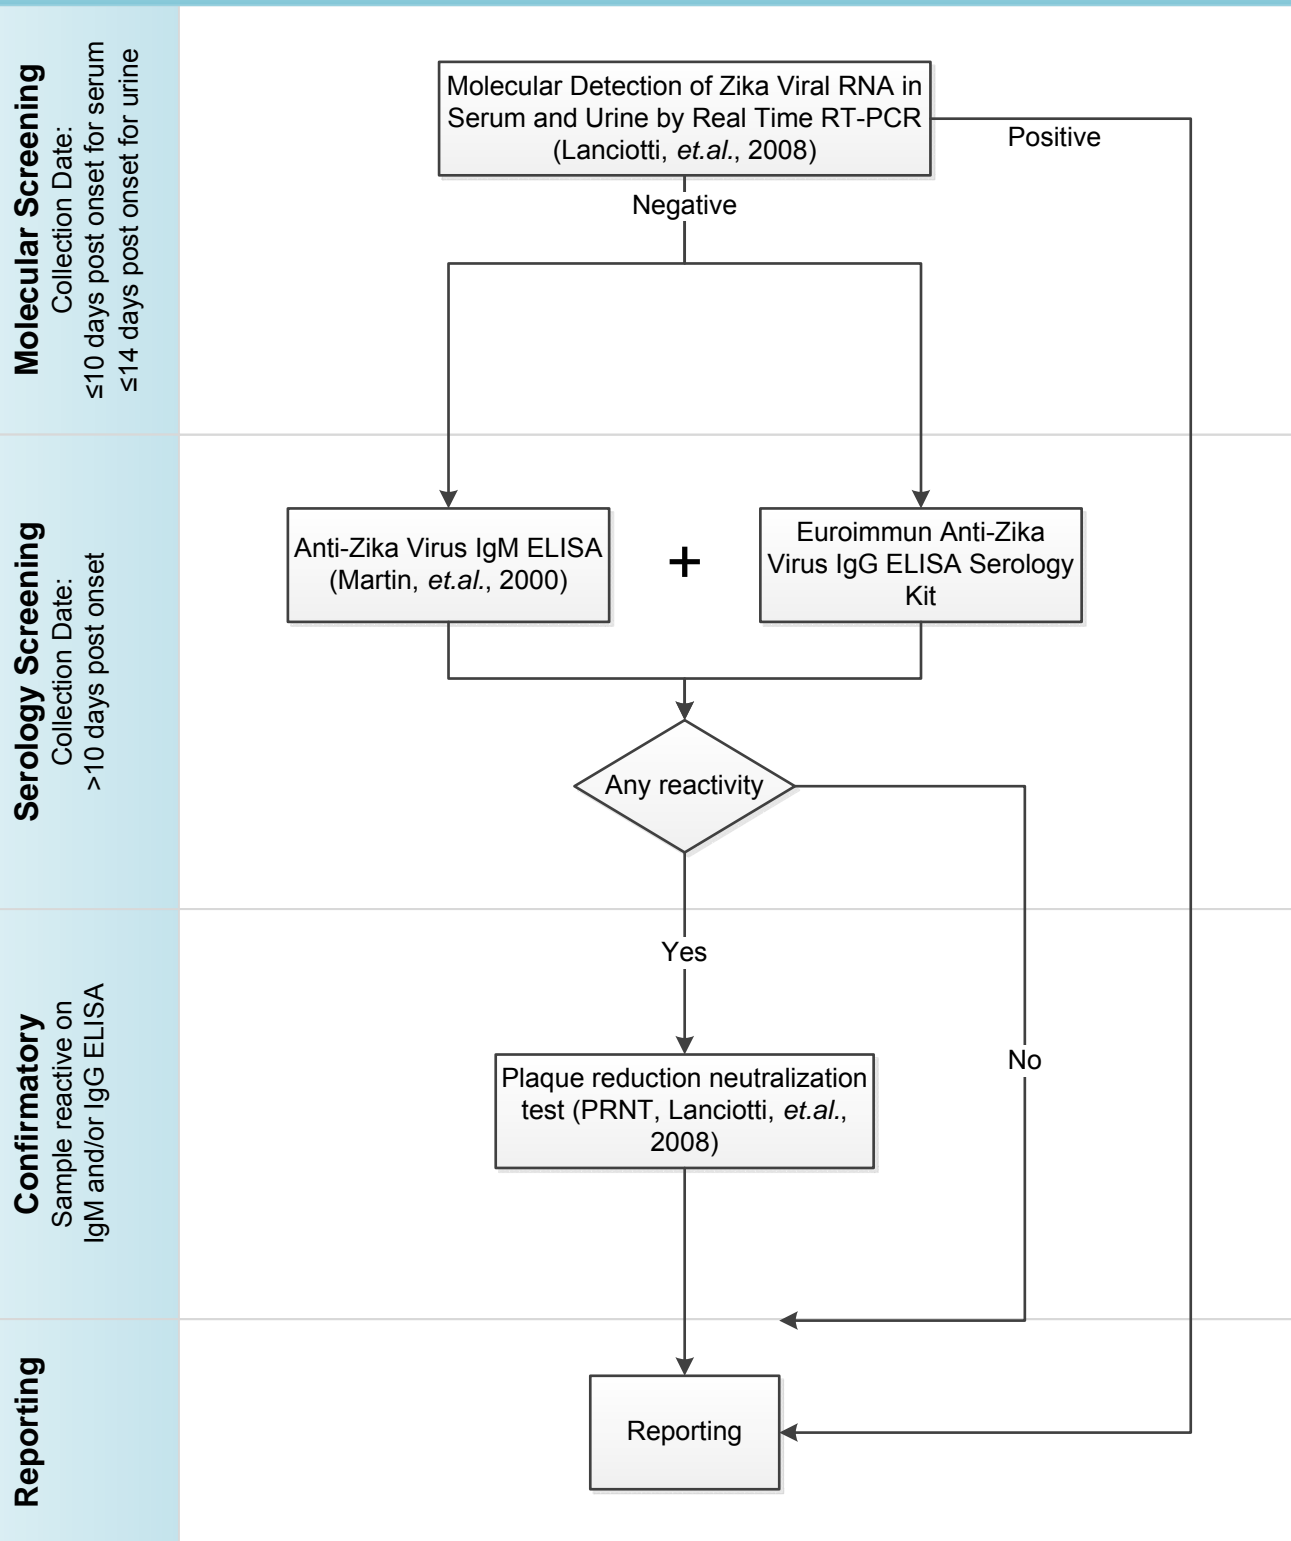 Molecular Screening
Collection Date:
≤10 days post onset for serum
≤14 days post onset for urine
Molecular Detection of Zika Viral RNA in
Serum and Urine by Real Time RT-PCR
(Lanciotti, et.al., 2008)
Positive
Negative
Serology Screening
Collection Date:
>10 days post onset
Anti-Zika Virus IgM ELISA
(Martin, et.al., 2000)
+
Euroimmun Anti-Zika
Virus IgG ELISA Serology
Kit
Any reactivity
Confirmatory
Sample reactive on
IgM and/or IgG ELISA
Yes
No
Plaque reduction neutralization
test (PRNT, Lanciotti, et.al.,
2008)
Reporting
Reporting